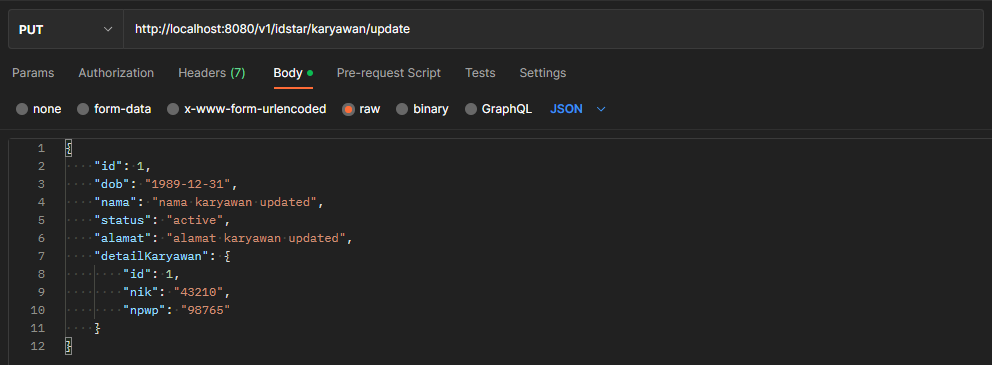 PUT http://localhost:8080/v1/idstar/karyawan/update
Params Authorization Headers (7) Body Pre-request Script Tests Settings
none form-data x-www-form-urlencoded raw binary GraphQL JSON
1 {
2 "id": 1,
3 "dob": "1989-12-31",
4 "nama": "nama karyawan updated",
5 "status": "active",
6 "alamat": "alamat karyawan updated",
7 "detailKaryawan": {
8 "id": 1,
9 "nik": "43210",
10 "npwp": "98765"
11 }
12 }